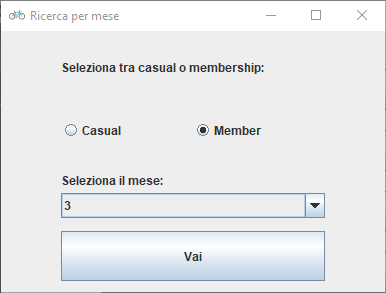 Ricerca per mese
Seleziona tra casual o membership:
Casual Member
Seleziona il mese:
3
Vai